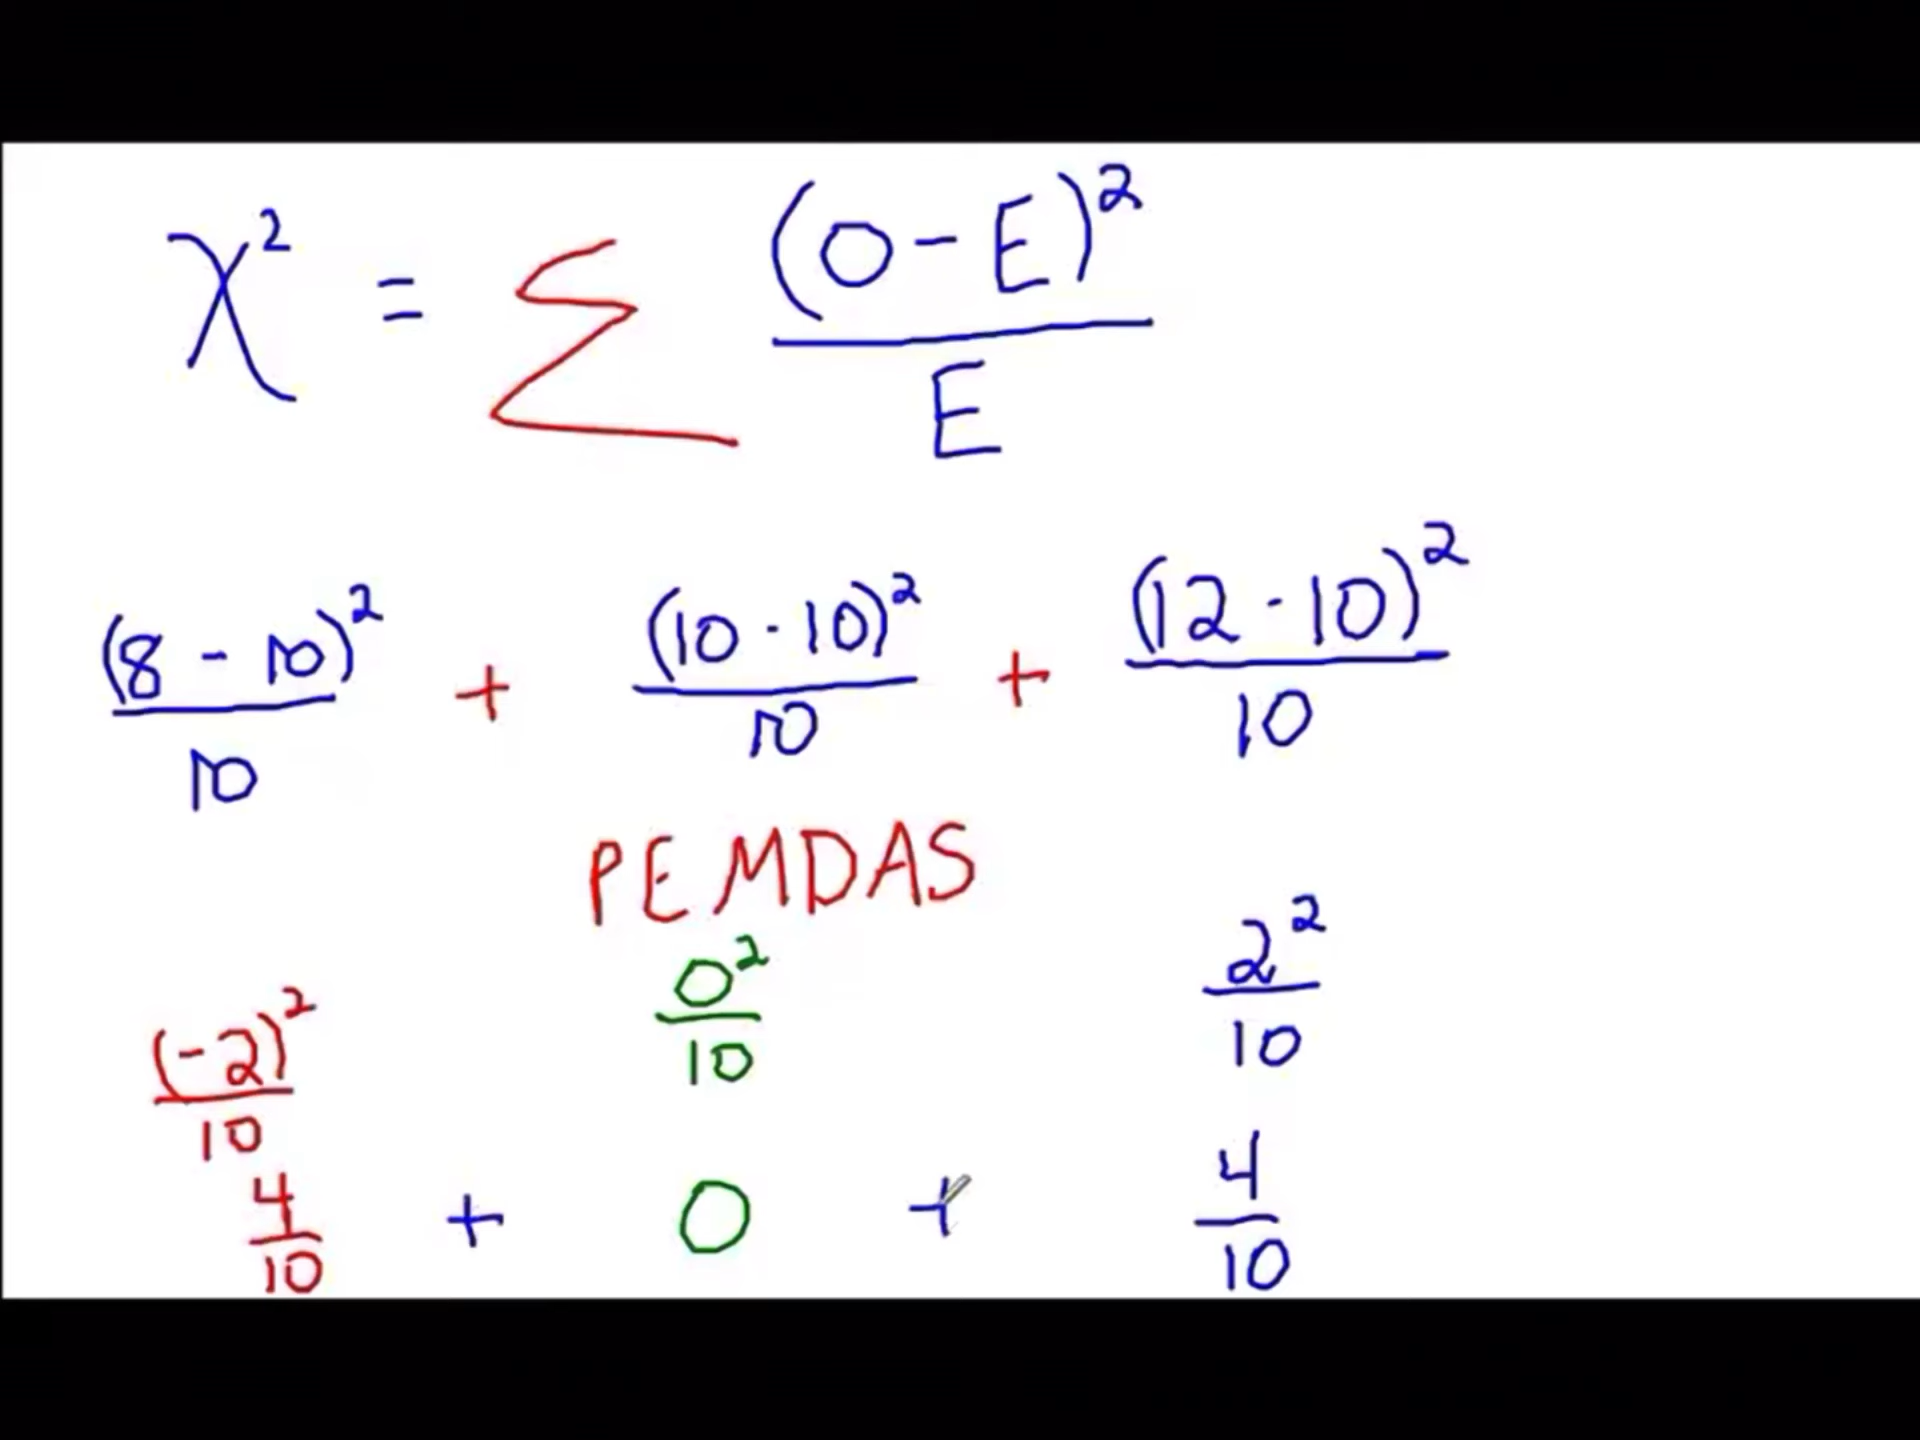 χ² = Σ (O - E)² / E
(8 - 10)² / 10 + (10 - 10)² / 10 + (12 - 10)² / 10
PEMDAS
(-2)² / 10    0² / 10    2² / 10
4/10 + 0 + 4/10